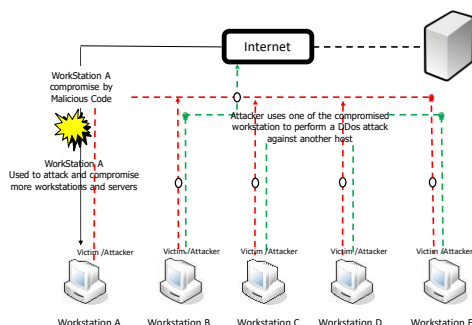 Internet
WorkStation A
compromise by
Malicious Code
Attacker uses one of the compromised
workstation to perform a DDos attack
against another host
WorkStation A
Used to attack and compromise
more workstations and servers
Victim /Attacker
Victim /Attacker
Victim /Attacker
Victim /Attacker
Victim /Attacker
Workstation A
Workstation B
Workstation C
Workstation D
Workstation E